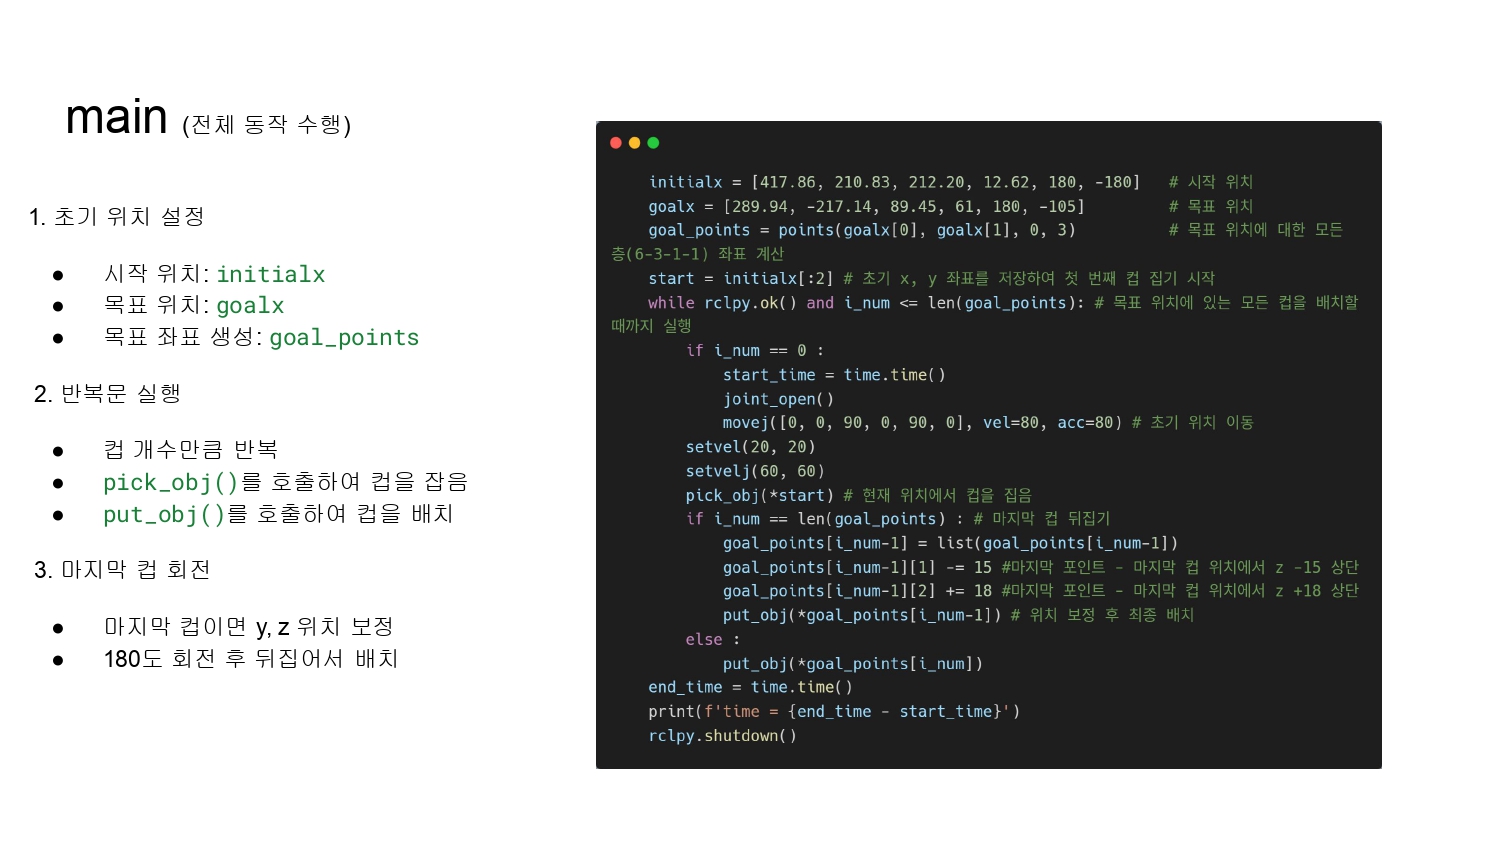 main (전체 동작 수행)
1. 초기 위치 설정
● 시작 위치: initialx
● 목표 위치: goalx
● 목표 좌표 생성: goal_points
2. 반복문 실행
● 컵 개수만큼 반복
● pick_obj()를 호출하여 컵을 잡음
● put_obj()를 호출하여 컵을 배치
3. 마지막 컵 회전
● 마지막 컵이면 y, z 위치 보정
● 180도 회전 후 뒤집어서 배치
    initialx = [417.86, 210.83, 212.20, 12.62, 180, -180]   # 시작 위치
    goalx = [289.94, -217.14, 89.45, 61, 180, -105]         # 목표 위치
    goal_points = points(goalx[0], goalx[1], 0, 3)          # 목표 위치에 대한 모든
층(6-3-1-1) 좌표 계산
    start = initialx[:2] # 초기 x, y 좌표를 저장하여 첫 번째 컵 집기 시작
    while rclpy.ok() and i_num <= len(goal_points): # 목표 위치에 있는 모든 컵을 배치할
때까지 실행
        if i_num == 0 :
            start_time = time.time()
            joint_open()
            movej([0, 0, 90, 0, 90, 0], vel=80, acc=80) # 초기 위치 이동
        setvel(20, 20)
        setvelj(60, 60)
        pick_obj(*start) # 현재 위치에서 컵을 집음
        if i_num == len(goal_points) : # 마지막 컵 뒤집기
            goal_points[i_num-1] = list(goal_points[i_num-1])
            goal_points[i_num-1][1] -= 15 #마지막 포인트 - 마지막 컵 위치에서 z -15 상단
            goal_points[i_num-1][2] += 18 #마지막 포인트 - 마지막 컵 위치에서 z +18 상단
            put_obj(*goal_points[i_num-1]) # 위치 보정 후 최종 배치
        else :
            put_obj(*goal_points[i_num])
    end_time = time.time()
    print(f'time = {end_time - start_time}')
    rclpy.shutdown()